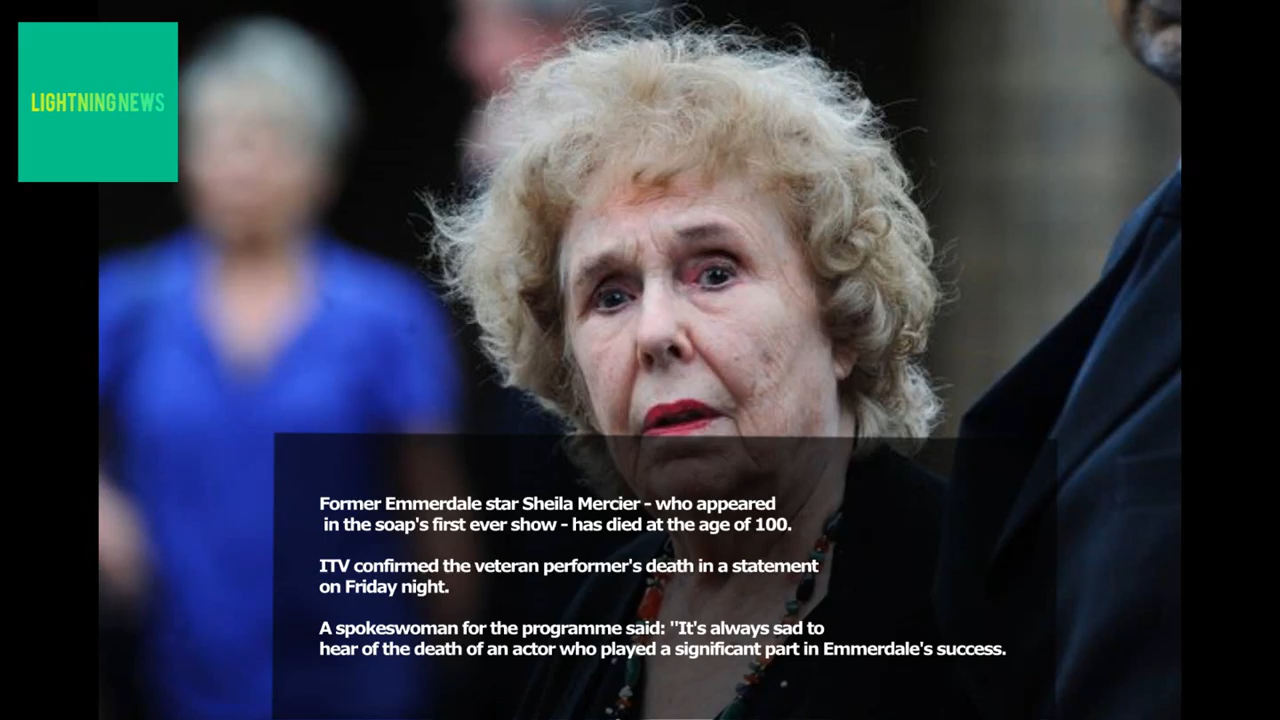 LIGHTNINGNEWS
Former Emmerdale star Sheila Mercier - who appeared
in the soap's first ever show - has died at the age of 100.
ITV confirmed the veteran performer's death in a statement
on Friday night.
A spokeswoman for the programme said: "It's always sad to
hear of the death of an actor who played a significant part in Emmerdale's success.